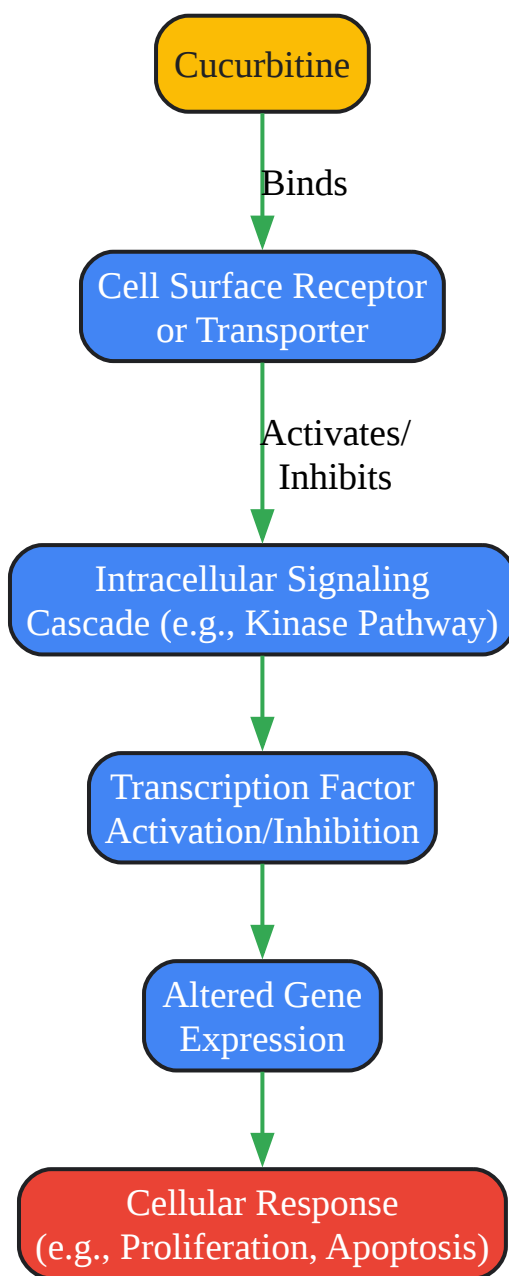 Cucurbitine
Binds
Cell Surface Receptor
or Transporter
Activates/
Inhibits
Intracellular Signaling
Cascade (e.g., Kinase Pathway)
Transcription Factor
Activation/Inhibition
Altered Gene
Expression
Cellular Response
(e.g., Proliferation, Apoptosis)